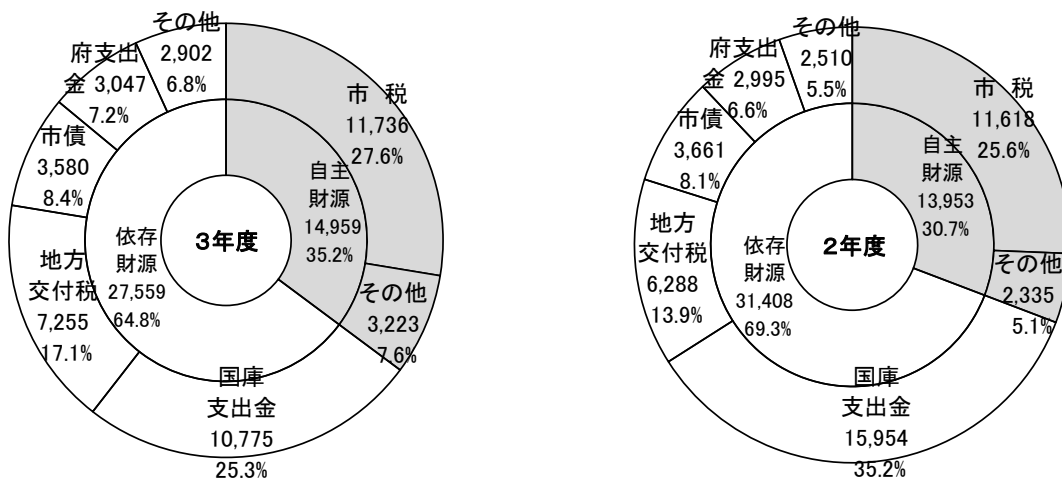 その他
2,902
6.8%
府支出
金 3,047
7.2%
市債
3,580
8.4%
地方
交付税
7,255
17.1%
依存
財源
27,559
64.8%
3年度
自主
財源
14,959
35.2%
市 税
11,736
27.6%
その他
3,223
7.6%
国庫
支出金
10,775
25.3%
その他
2,510
5.5%
府支出
金 2,995
6.6%
市債
3,661
8.1%
地方
交付税
6,288
13.9%
依存
財源
31,408
69.3%
2年度
自主
財源
13,953
30.7%
市 税
11,618
25.6%
その他
2,335
5.1%
国庫
支出金
15,954
35.2%